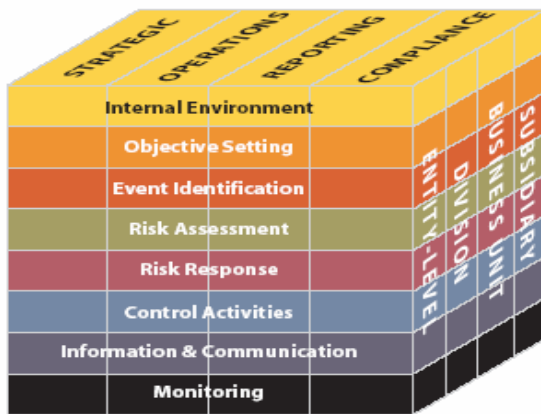 STRATEGIC
OPERATIONS
REPORTING
COMPLIANCE
Internal Environment
Objective Setting
Event Identification
Risk Assessment
Risk Response
Control Activities
Information & Communication
Monitoring
ENTITY-LEVEL
DIVISION
BUSINESS UNIT
SUBSIDIARY